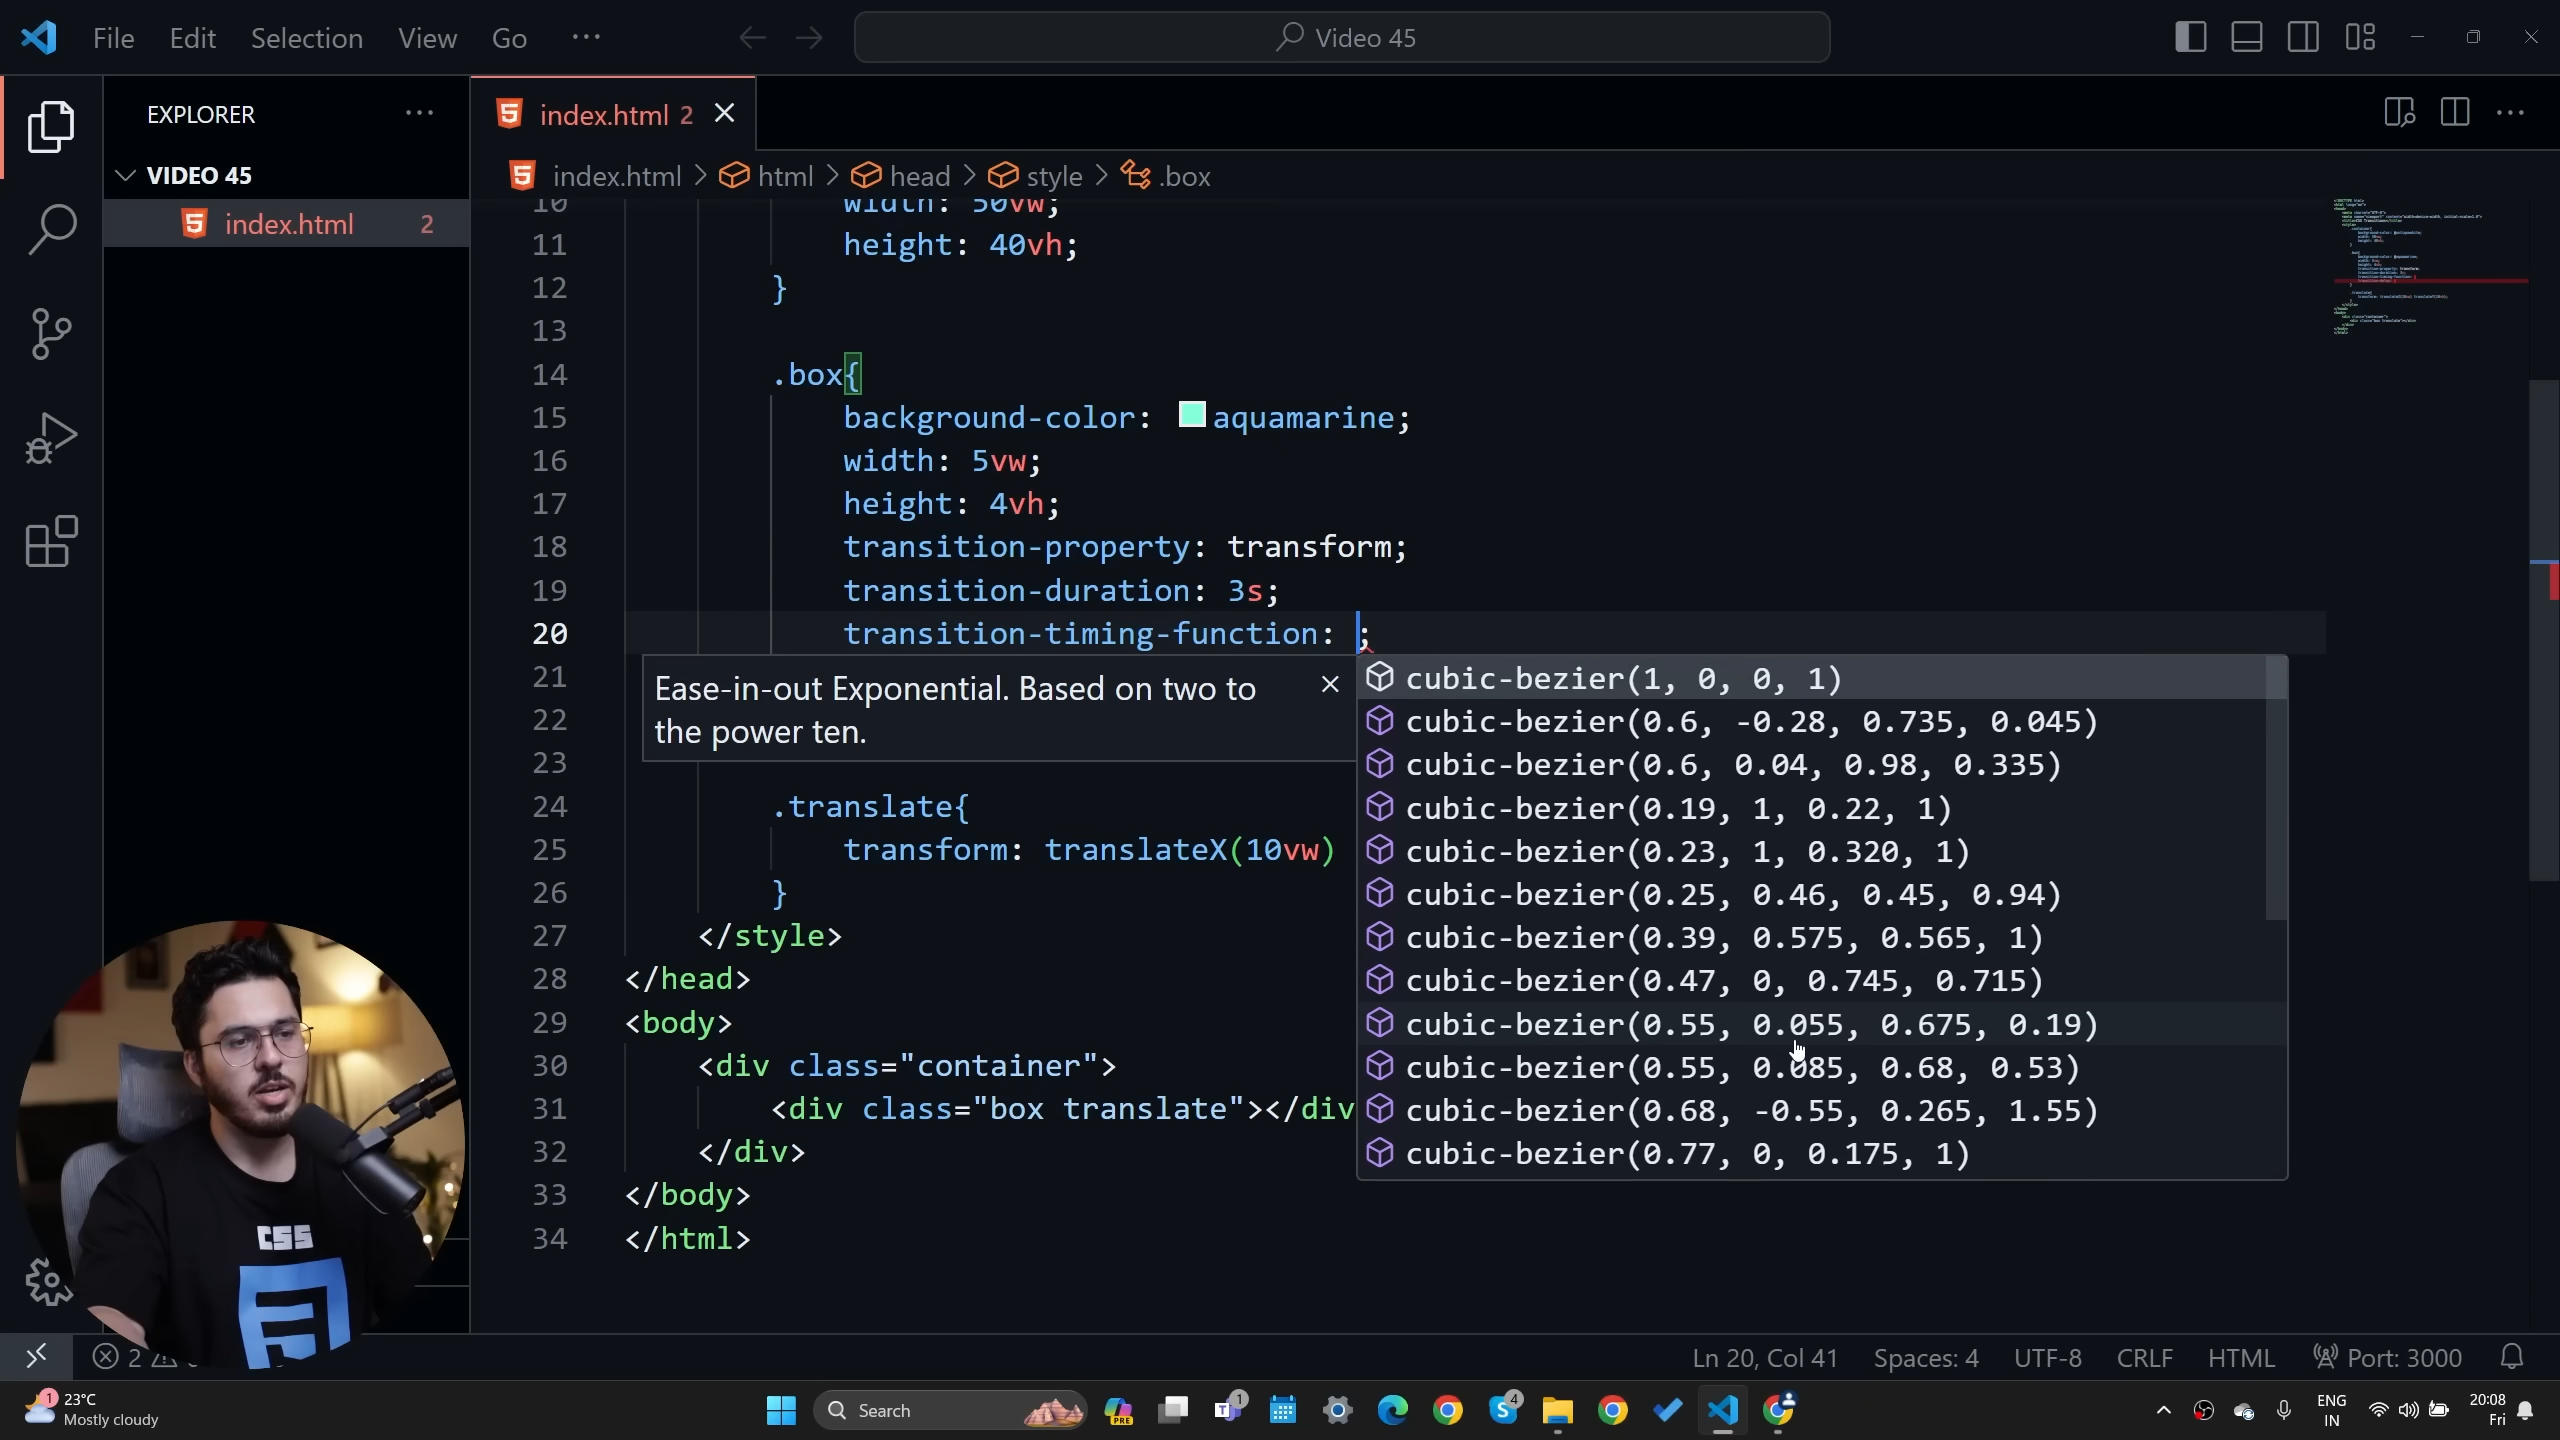 File Edit Selection View Go ···
Video 45
EXPLORER ···
VIDEO 45
index.html 2
index.html 2
index.html > html > head > style > .box
10 width: 50vw;
11 height: 40vh;
12 }
13
14 .box{
15 background-color: aquamarine;
16 width: 5vw;
17 height: 4vh;
18 transition-property: transform;
19 transition-duration: 3s;
20 transition-timing-function: ;
21
22
23
24 .translate{
25 transform: translateX(10vw)
26 }
27 </style>
28 </head>
29 <body>
30 <div class="container">
31 <div class="box translate"></div
32 </div>
33 </body>
34 </html>
Ease-in-out Exponential. Based on two to
the power ten.
cubic-bezier(1, 0, 0, 1)
cubic-bezier(0.6, -0.28, 0.735, 0.045)
cubic-bezier(0.6, 0.04, 0.98, 0.335)
cubic-bezier(0.19, 1, 0.22, 1)
cubic-bezier(0.23, 1, 0.320, 1)
cubic-bezier(0.25, 0.46, 0.45, 0.94)
cubic-bezier(0.39, 0.575, 0.565, 1)
cubic-bezier(0.47, 0, 0.745, 0.715)
cubic-bezier(0.55, 0.055, 0.675, 0.19)
cubic-bezier(0.55, 0.085, 0.68, 0.53)
cubic-bezier(0.68, -0.55, 0.265, 1.55)
cubic-bezier(0.77, 0, 0.175, 1)
CSS
2
Ln 20, Col 41 Spaces: 4 UTF-8 CRLF HTML Port: 3000
1
23°C
Mostly cloudy
Search
PRE
1
4
ENG
IN
20:08
Fri